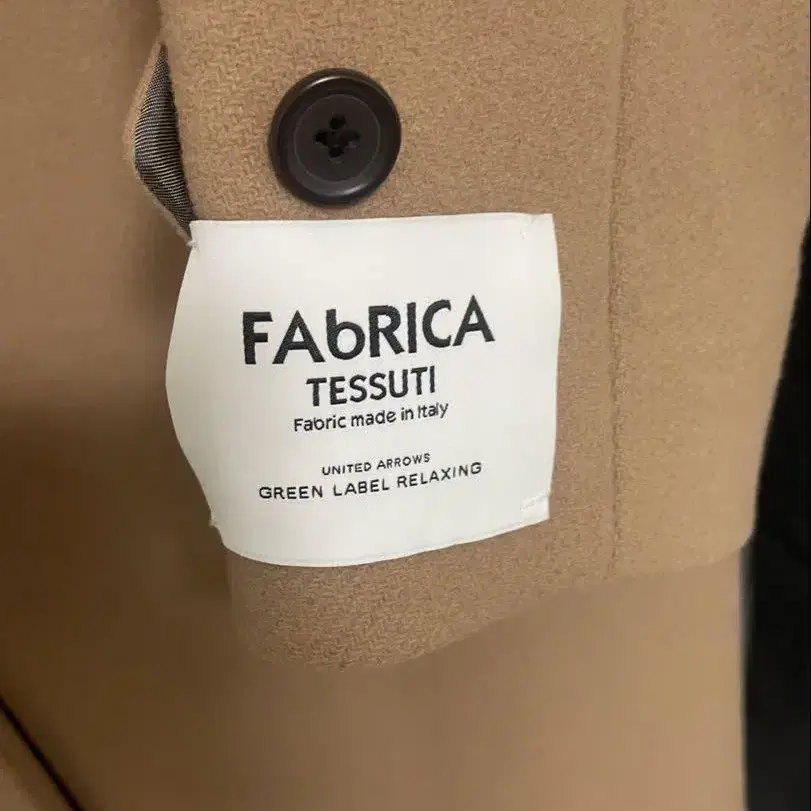 FAbRICA
TESSUTI
Fabric made in Italy
UNITED ARROWS
GREEN LABEL RELAXING